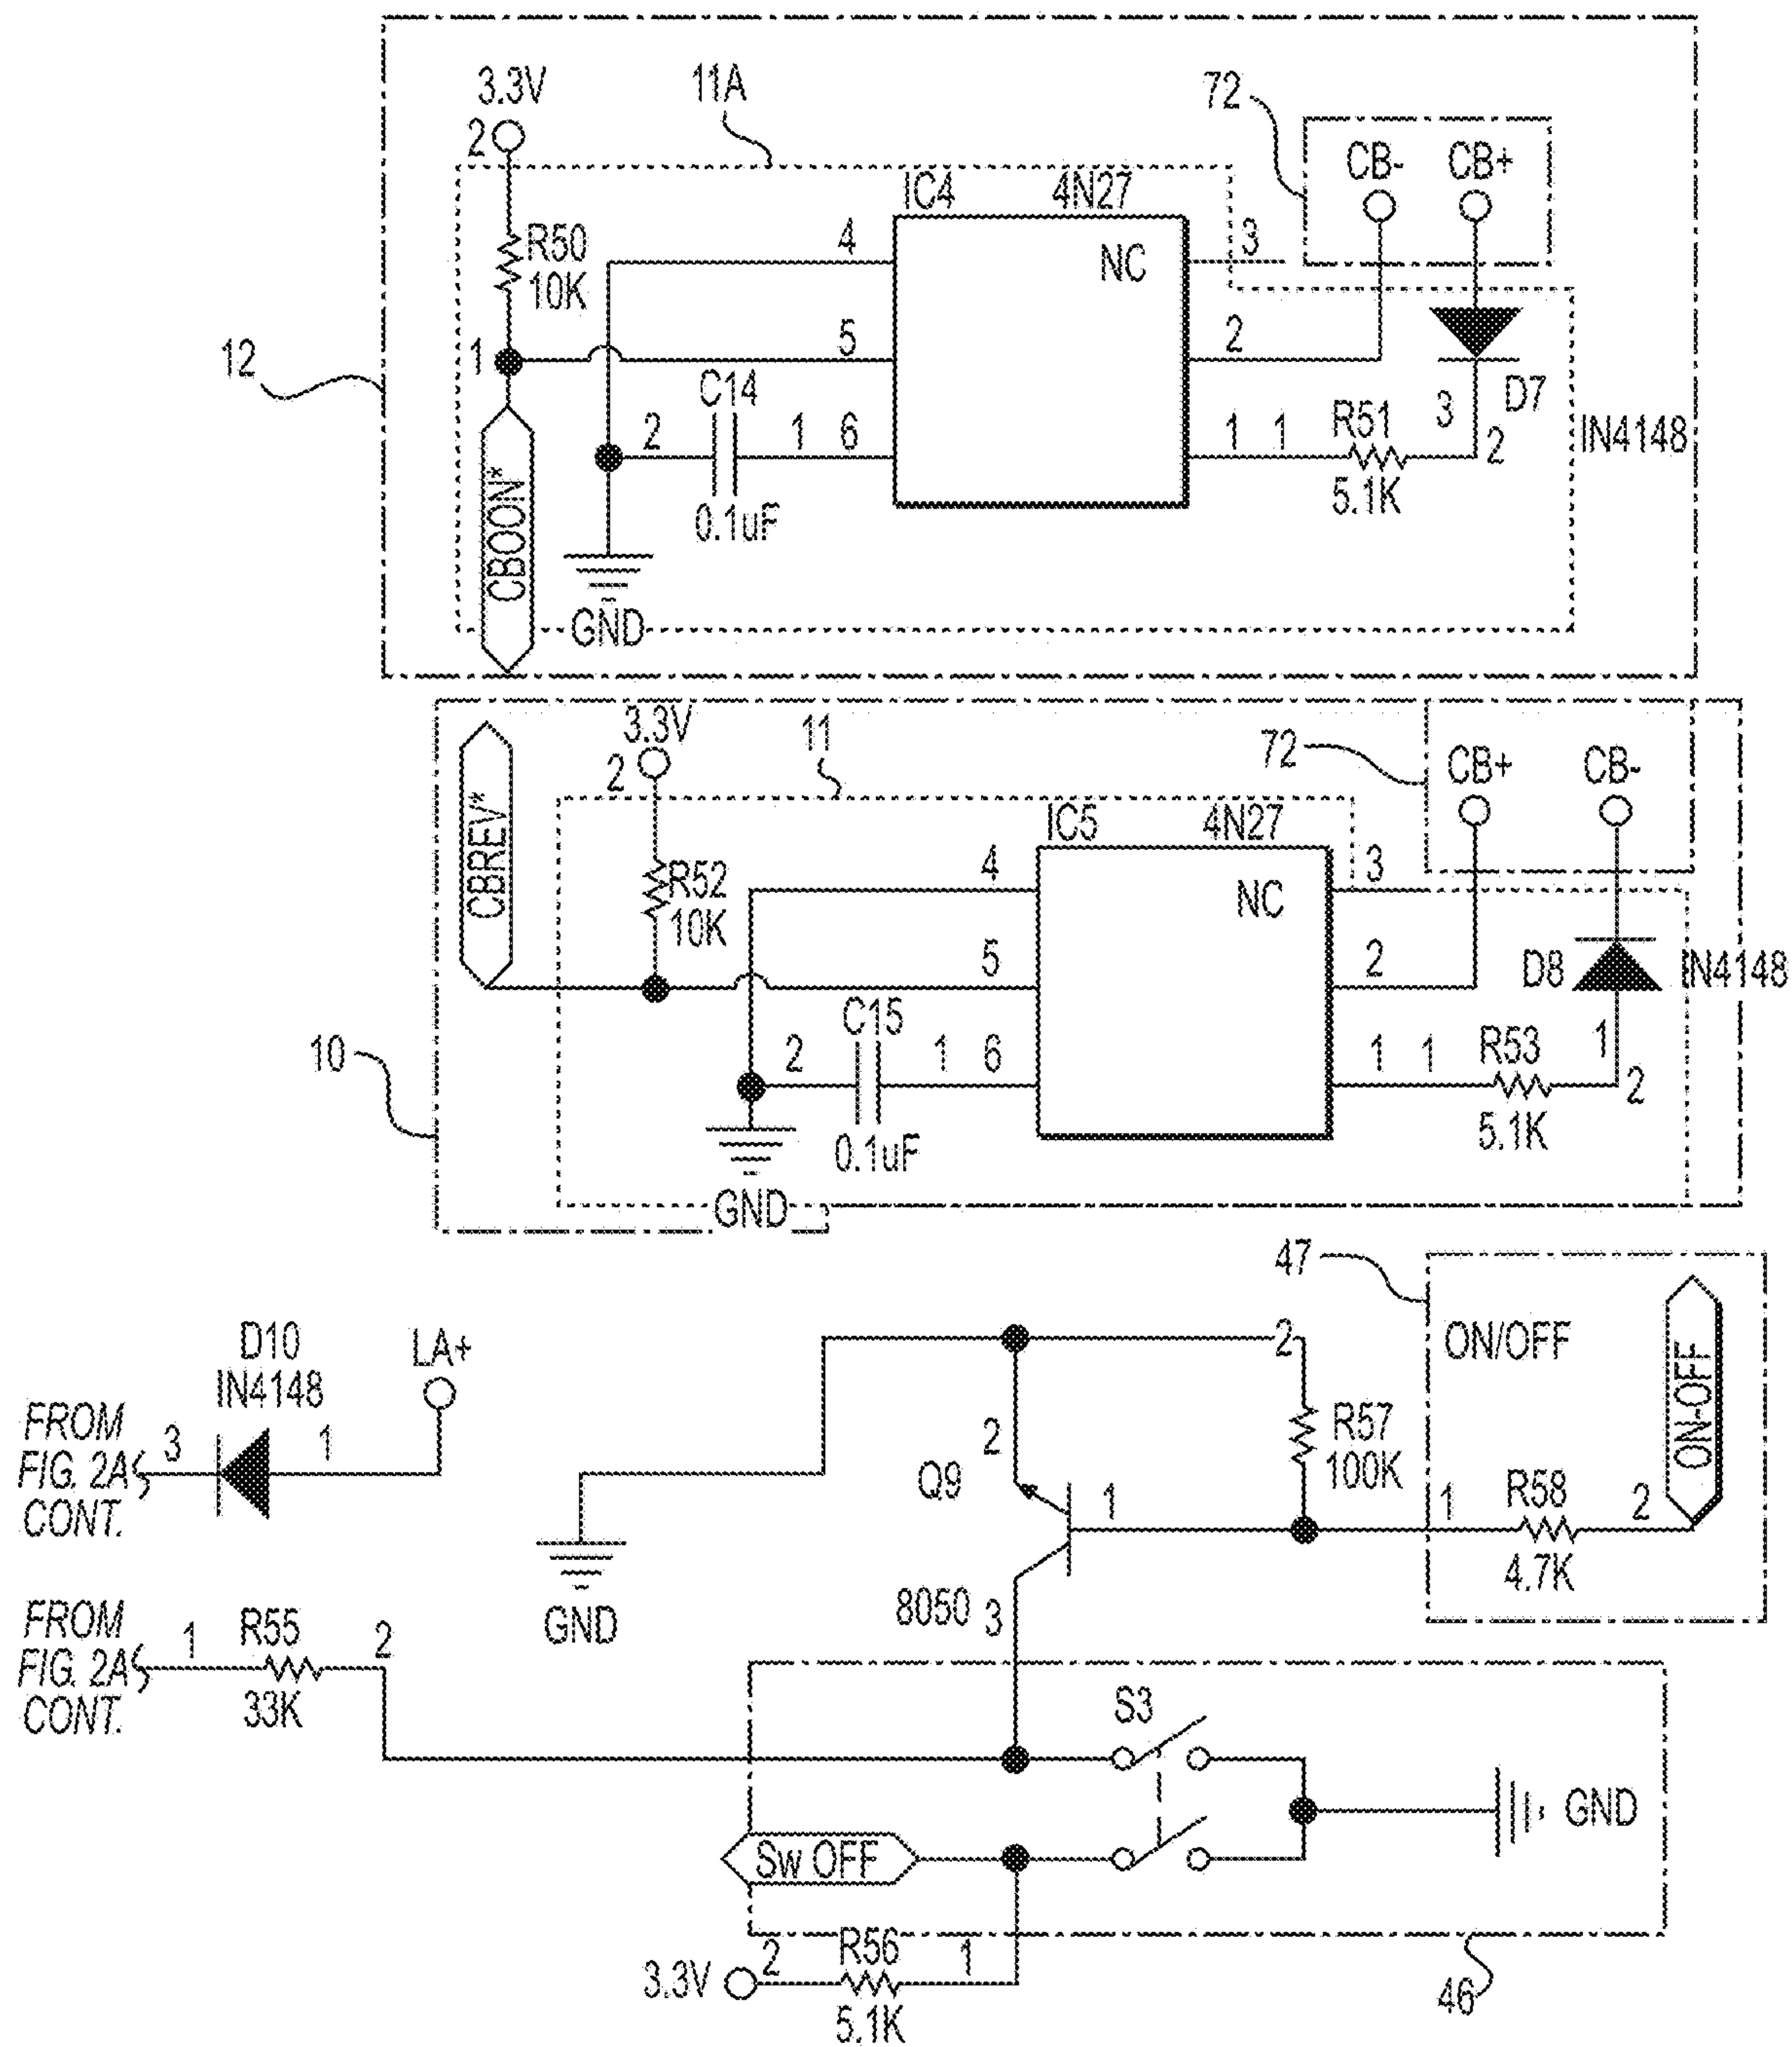 3.3V
2
11A
72
CB-
CB+
IC4
4N27
R50
10K
4
NC
3
12
1
5
2
D7
C14
2
1
6
1
1
R51
3
2
IN4148
5.1K
0.1uF
CBOON*
GND
3.3V
2
11
72
CB+
CB-
CBREV*
IC5
4N27
R52
10K
4
NC
3
5
2
D8
IN4148
C15
10
2
1
6
1
1
R53
1
2
5.1K
0.1uF
GND
47
D10
IN4148
LA+
2
ON/OFF
ON-OFF
FROM
FIG. 2A
CONT.
3
1
2
R57
100K
Q9
1
1
R58
2
4.7K
GND
8050
3
FROM
FIG. 2A
CONT.
1
R55
2
33K
S3
GND
Sw OFF
3.3V
2
R56
1
5.1K
46